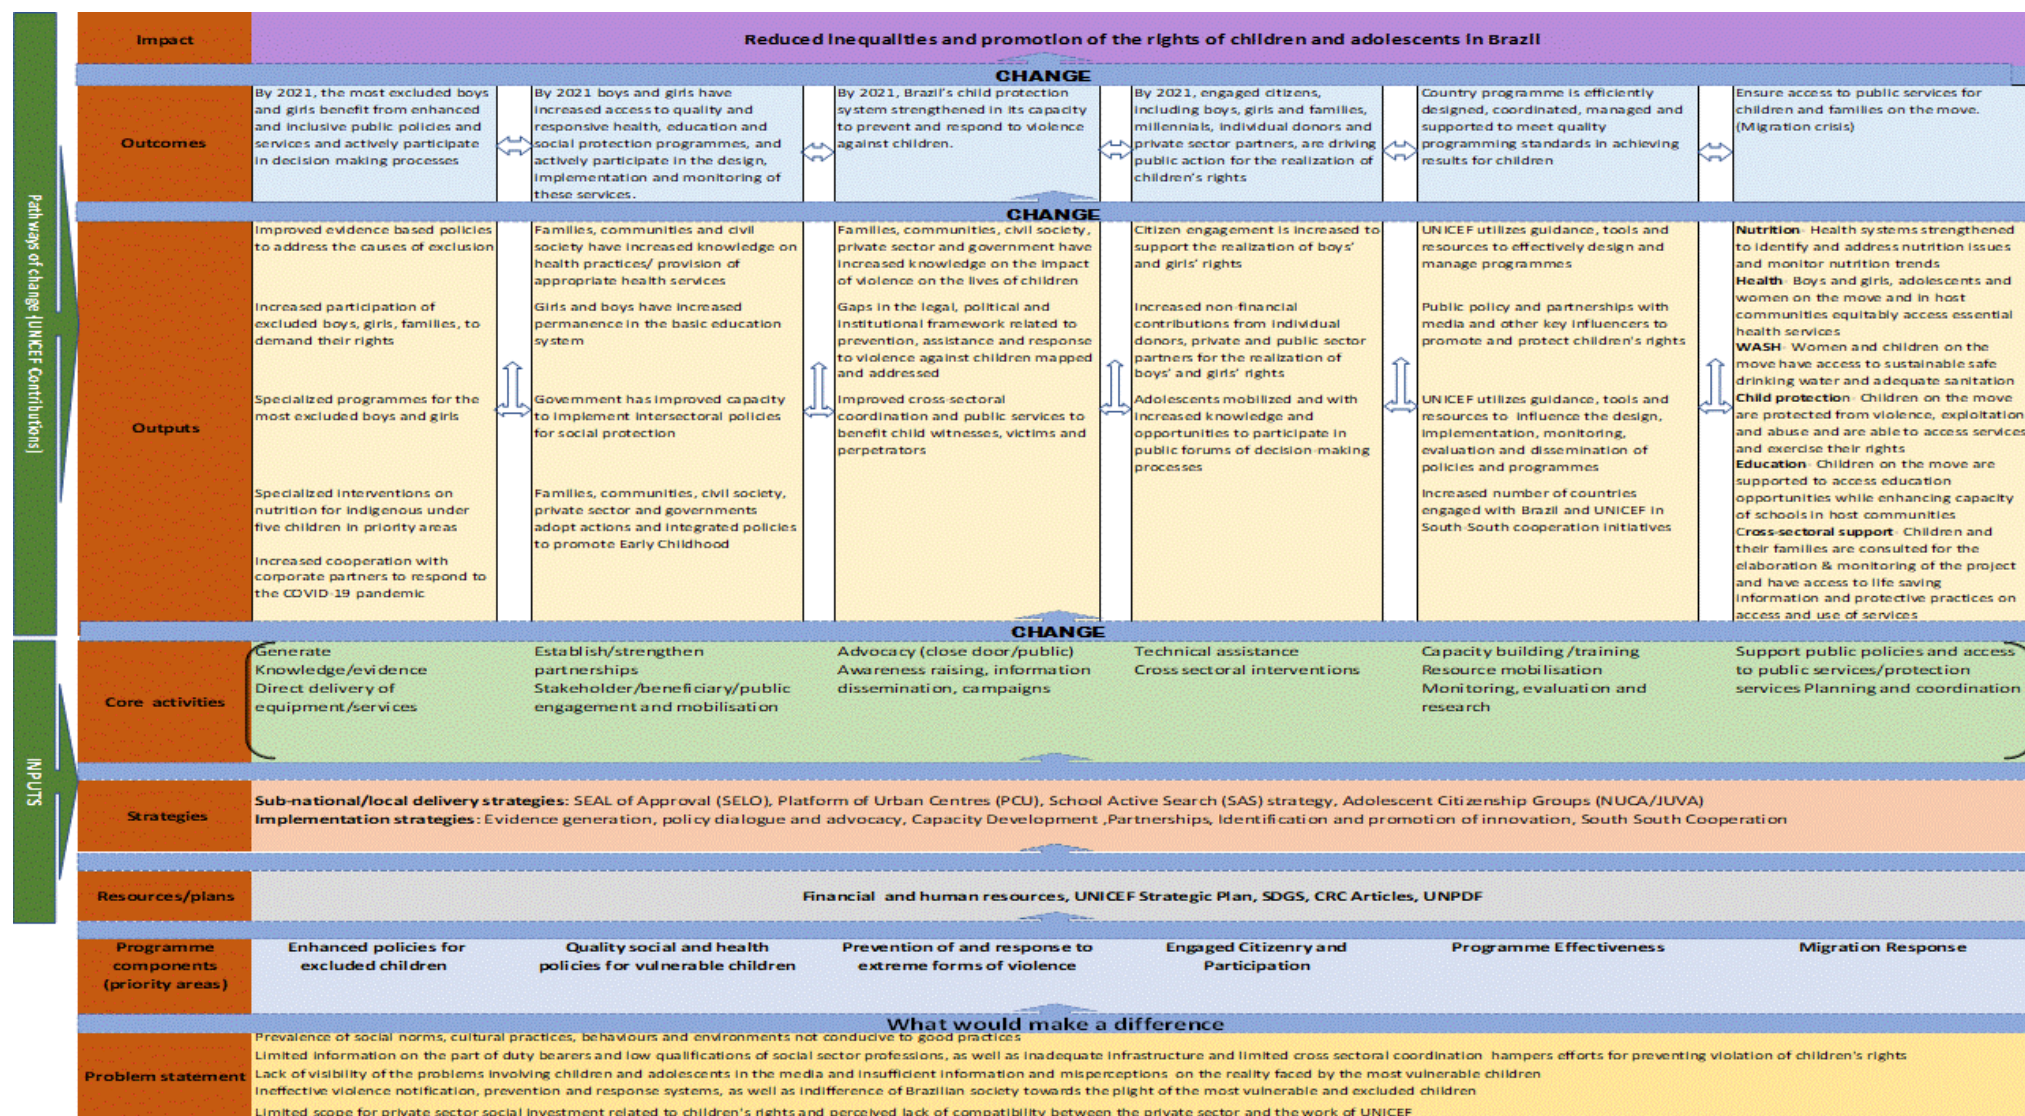 Impact
Reduced inequalities and promotion of the rights of children and adolescents in Brazil
CHANGE
Pathways of change (UNICEF Contributions)
Outcomes
By 2021, the most excluded boys
and girls benefit from enhanced
and inclusive public policies and
services and actively participate
in decision making processes
By 2021 boys and girls have
increased access to quality and
responsive health, education and
social protection programmes, and
actively participate in the design,
implementation and monitoring of
these services.
By 2021, Brazil's child protection
system strengthened in its capacity
to prevent and respond to violence
against children.
By 2021, engaged citizens,
including boys, girls and families,
millennials, individual donors and
private sector partners, are driving
public action for the realization of
children's rights
Country programme is efficiently
designed, coordinated, managed and
supported to meet quality
programming standards in achieving
results for children
Ensure access to public services for
children and families on the move.
(Migration crisis)
CHANGE
Outputs
Improved evidence based policies
to address the causes of exclusion
Increased participation of
excluded boys, girls, families, to
demand their rights
Specialized programmes for the
most excluded boys and girls
Specialized interventions on
nutrition for indigenous under
five children in priority areas
Increased cooperation with
corporate partners to respond to
the COVID-19 pandemic
Families, communities and civil
society have increased knowledge on
health practices/ provision of
appropriate health services
Girls and boys have increased
permanence in the basic education
system
Government has improved capacity
to implement intersectoral policies
for social protection
Families, communities, civil society,
private sector and governments
adopt actions and integrated policies
to promote Early Childhood
Families, communities, civil society,
private sector and government have
increased knowledge on the impact
of violence on the lives of children
Gaps in the legal, political and
institutional framework related to
prevention, assistance and response
to violence against children mapped
and addressed
Improved cross-sectoral
coordination and public services to
benefit child witnesses, victims and
perpetrators
Citizen engagement is increased to
support the realization of boys'
and girls' rights
Increased non-financial
contributions from individual
donors, private and public sector
partners for the realization of
boys' and girls' rights
Adolescents mobilized and with
increased knowledge and
opportunities to participate in
public forums of decision-making
processes
UNICEF utilizes guidance, tools and
resources to effectively design and
manage programmes
Public policy and partnerships with
media and other key influencers to
promote and protect children's rights
UNICEF utilizes guidance, tools and
resources to influence the design,
implementation, monitoring,
evaluation and dissemination of
policies and programmes
Increased number of countries
engaged with Brazil and UNICEF in
South-South cooperation initiatives
Nutrition- Health systems strengthened
to identify and address nutrition issues
and monitor nutrition trends
Health- Boys and girls, adolescents and
women on the move and in host
communities equitably access essential
health services
WASH- Women and children on the
move have access to sustainable safe
drinking water and adequate sanitation
Child protection- Children on the move
are protected from violence, exploitation
and abuse and are able to access services
and exercise their rights
Education- Children on the move are
supported to access education
opportunities while enhancing capacity
of schools in host communities
Cross-sectoral support- Children and
their families are consulted for the
elaboration & monitoring of the project
and have access to life saving
information and protective practices on
access and use of services
CHANGE
INPUTS
Core activities
Generate
Knowledge/evidence
Direct delivery of
equipment/services
Establish/strengthen
partnerships
Stakeholder/beneficiary/public
engagement and mobilisation
Advocacy (close door/public)
Awareness raising, information
dissemination, campaigns
Technical assistance
Cross sectoral interventions
Capacity building/training
Resource mobilisation
Monitoring, evaluation and
research
Support public policies and access
to public services/protection
services Planning and coordination
Strategies
Sub-national/local delivery strategies: SEAL of Approval (SELO), Platform of Urban Centres (PCU), School Active Search (SAS) strategy, Adolescent Citizenship Groups (NUCA/JUVA)
Implementation strategies: Evidence generation, policy dialogue and advocacy, Capacity Development ,Partnerships, Identification and promotion of innovation, South South Cooperation
Resources/plans
Financial and human resources, UNICEF Strategic Plan, SDGS, CRC Articles, UNPDF
Programme
components
(priority areas)
Enhanced policies for
excluded children
Quality social and health
policies for vulnerable children
Prevention of and response to
extreme forms of violence
Engaged Citizenry and
Participation
Programme Effectiveness
Migration Response
What would make a difference
Problem statement
Prevalence of social norms, cultural practices, behaviours and environments not conducive to good practices
Limited information on the part of duty bearers and low qualifications of social sector professions, as well as inadequate infrastructure and limited cross sectoral coordination hampers efforts for preventing violation of children's rights
Lack of visibility of the problems involving children and adolescents in the media and insufficient information and misperceptions on the reality faced by the most vulnerable children
Ineffective violence notification, prevention and response systems, as well as indifference of Brazilian society towards the plight of the most vulnerable and excluded children
Limited scope for private sector social investment related to children's rights and perceived lack of compatibility between the private sector and the work of UNICEF